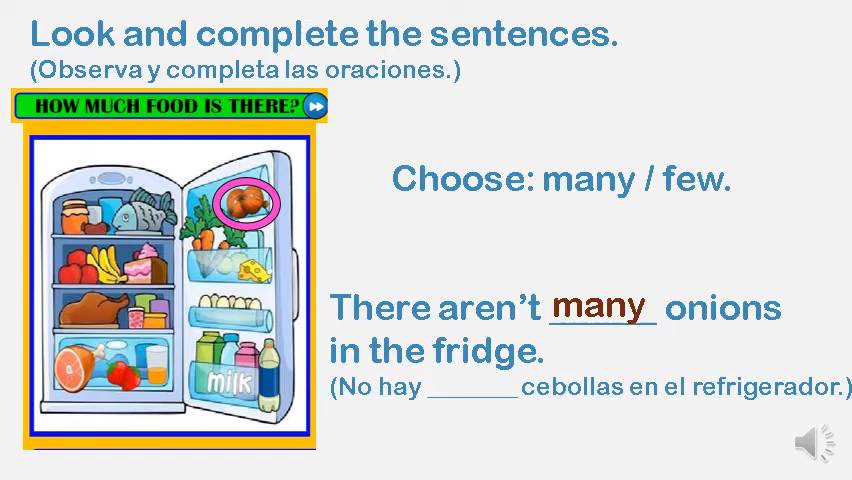 Look and complete the sentences.
(Observa y completa las oraciones.)
HOW MUCH FOOD IS THERE?
Choose: many / few.
There aren't many onions
in the fridge.
(No hay _______ cebollas en el refrigerador.)
milk